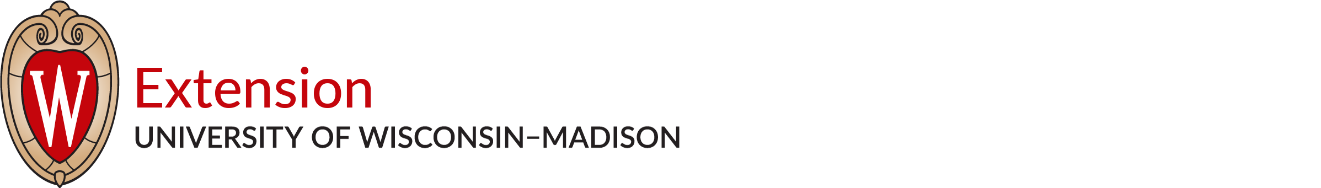 W
Extension
UNIVERSITY OF WISCONSIN–MADISON